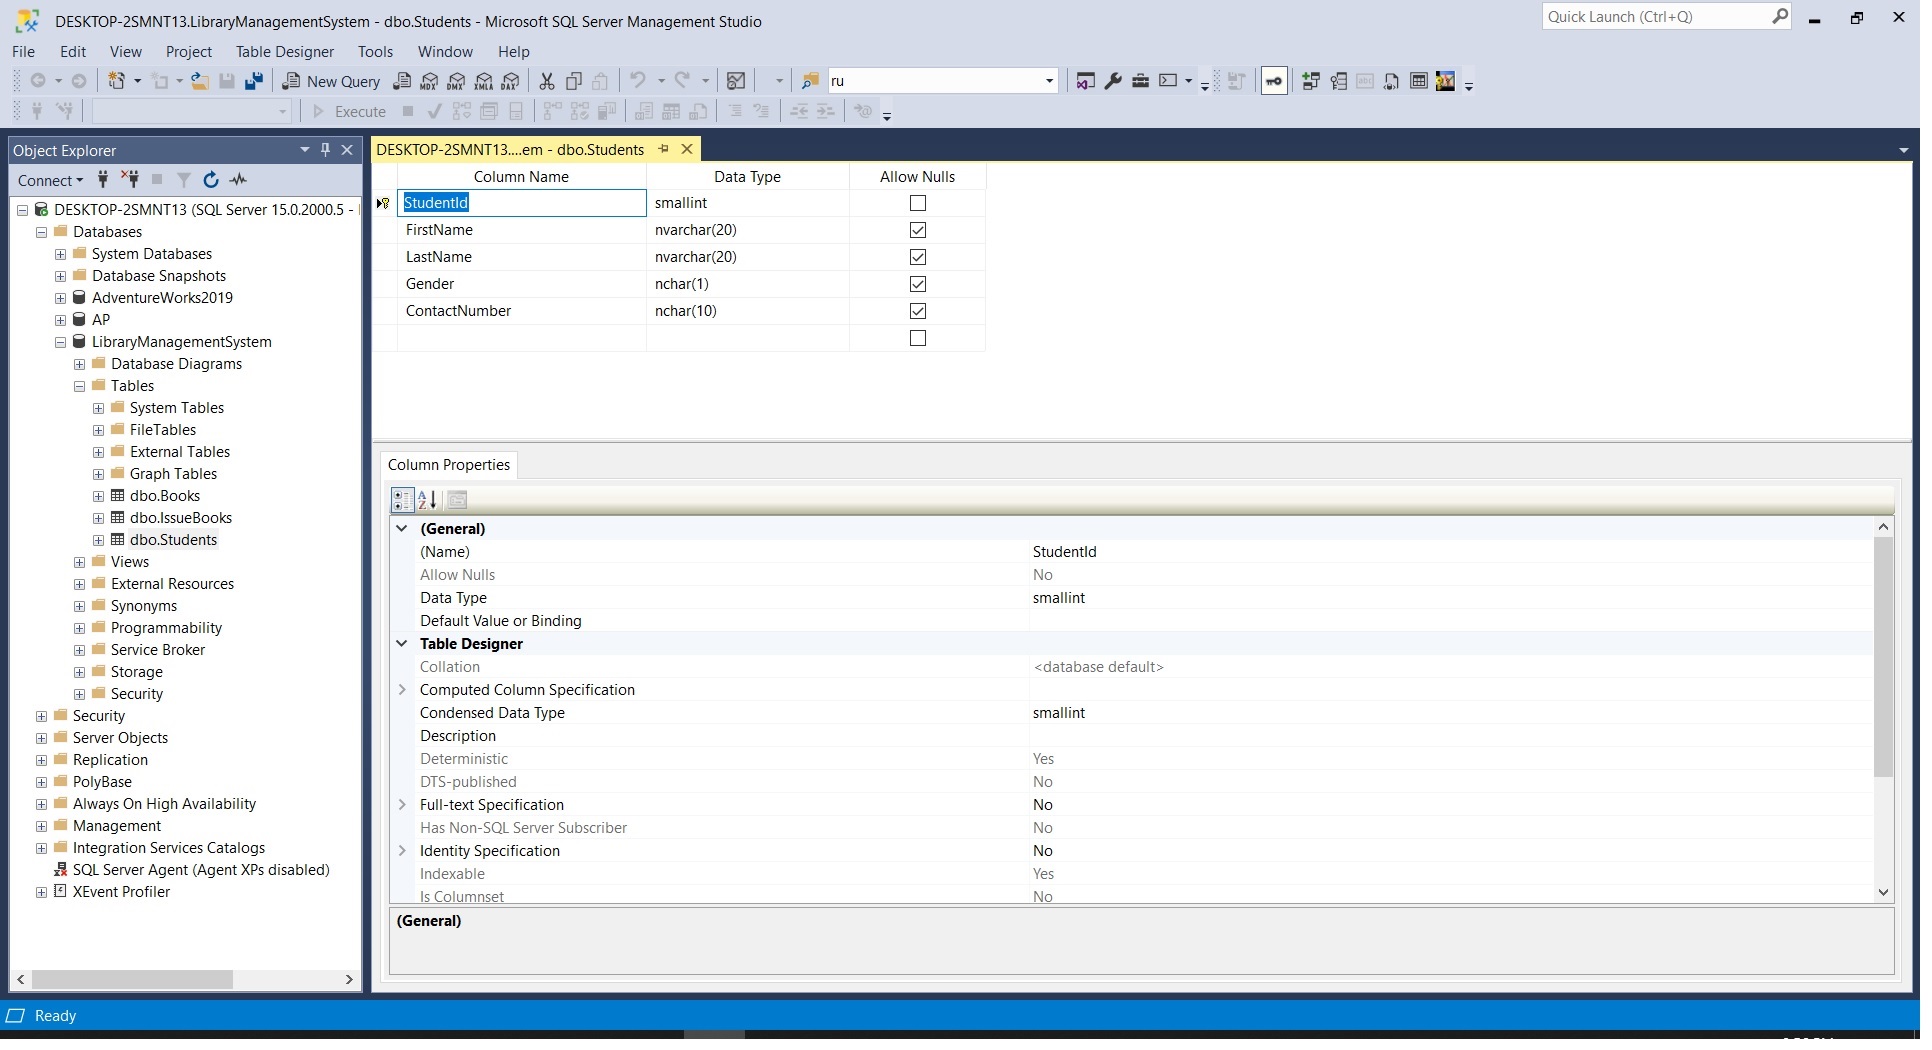 DESKTOP-2SMNT13.LibraryManagementSystem - dbo.Students - Microsoft SQL Server Management Studio
Quick Launch (Ctrl+Q)
File Edit View Project Table Designer Tools Window Help
New Query MDX DMX XMLA DAX ru
Execute
Object Explorer
Connect
DESKTOP-2SMNT13 (SQL Server 15.0.2000.5 -
Databases
System Databases
Database Snapshots
AdventureWorks2019
AP
LibraryManagementSystem
Database Diagrams
Tables
System Tables
FileTables
External Tables
Graph Tables
dbo.Books
dbo.IssueBooks
dbo.Students
Views
External Resources
Synonyms
Programmability
Service Broker
Storage
Security
Security
Server Objects
Replication
PolyBase
Always On High Availability
Management
Integration Services Catalogs
SQL Server Agent (Agent XPs disabled)
XEvent Profiler
DESKTOP-2SMNT13....em - dbo.Students
Column Name Data Type Allow Nulls
StudentId smallint
FirstName nvarchar(20)
LastName nvarchar(20)
Gender nchar(1)
ContactNumber nchar(10)
Column Properties
(General)
(Name) StudentId
Allow Nulls No
Data Type smallint
Default Value or Binding
Table Designer
Collation <database default>
Computed Column Specification
Condensed Data Type smallint
Description
Deterministic Yes
DTS-published No
Full-text Specification No
Has Non-SQL Server Subscriber No
Identity Specification No
Indexable Yes
Is Columnset No
(General)
Ready